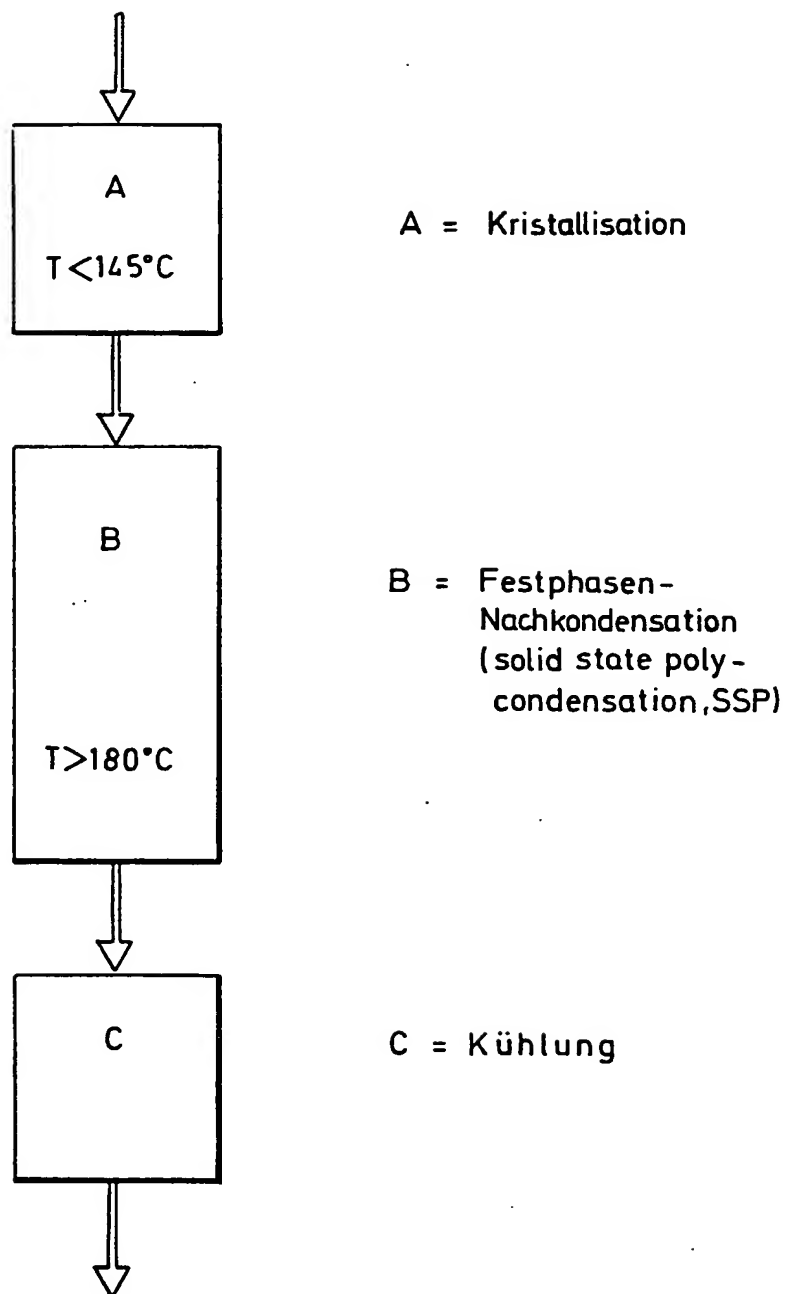 A
T<145°C
A = Kristallisation
B
B = Festphasen-
Nachkondensation
(solid state poly-
condensation,SSP)
T>180°C
C
C = Kühlung